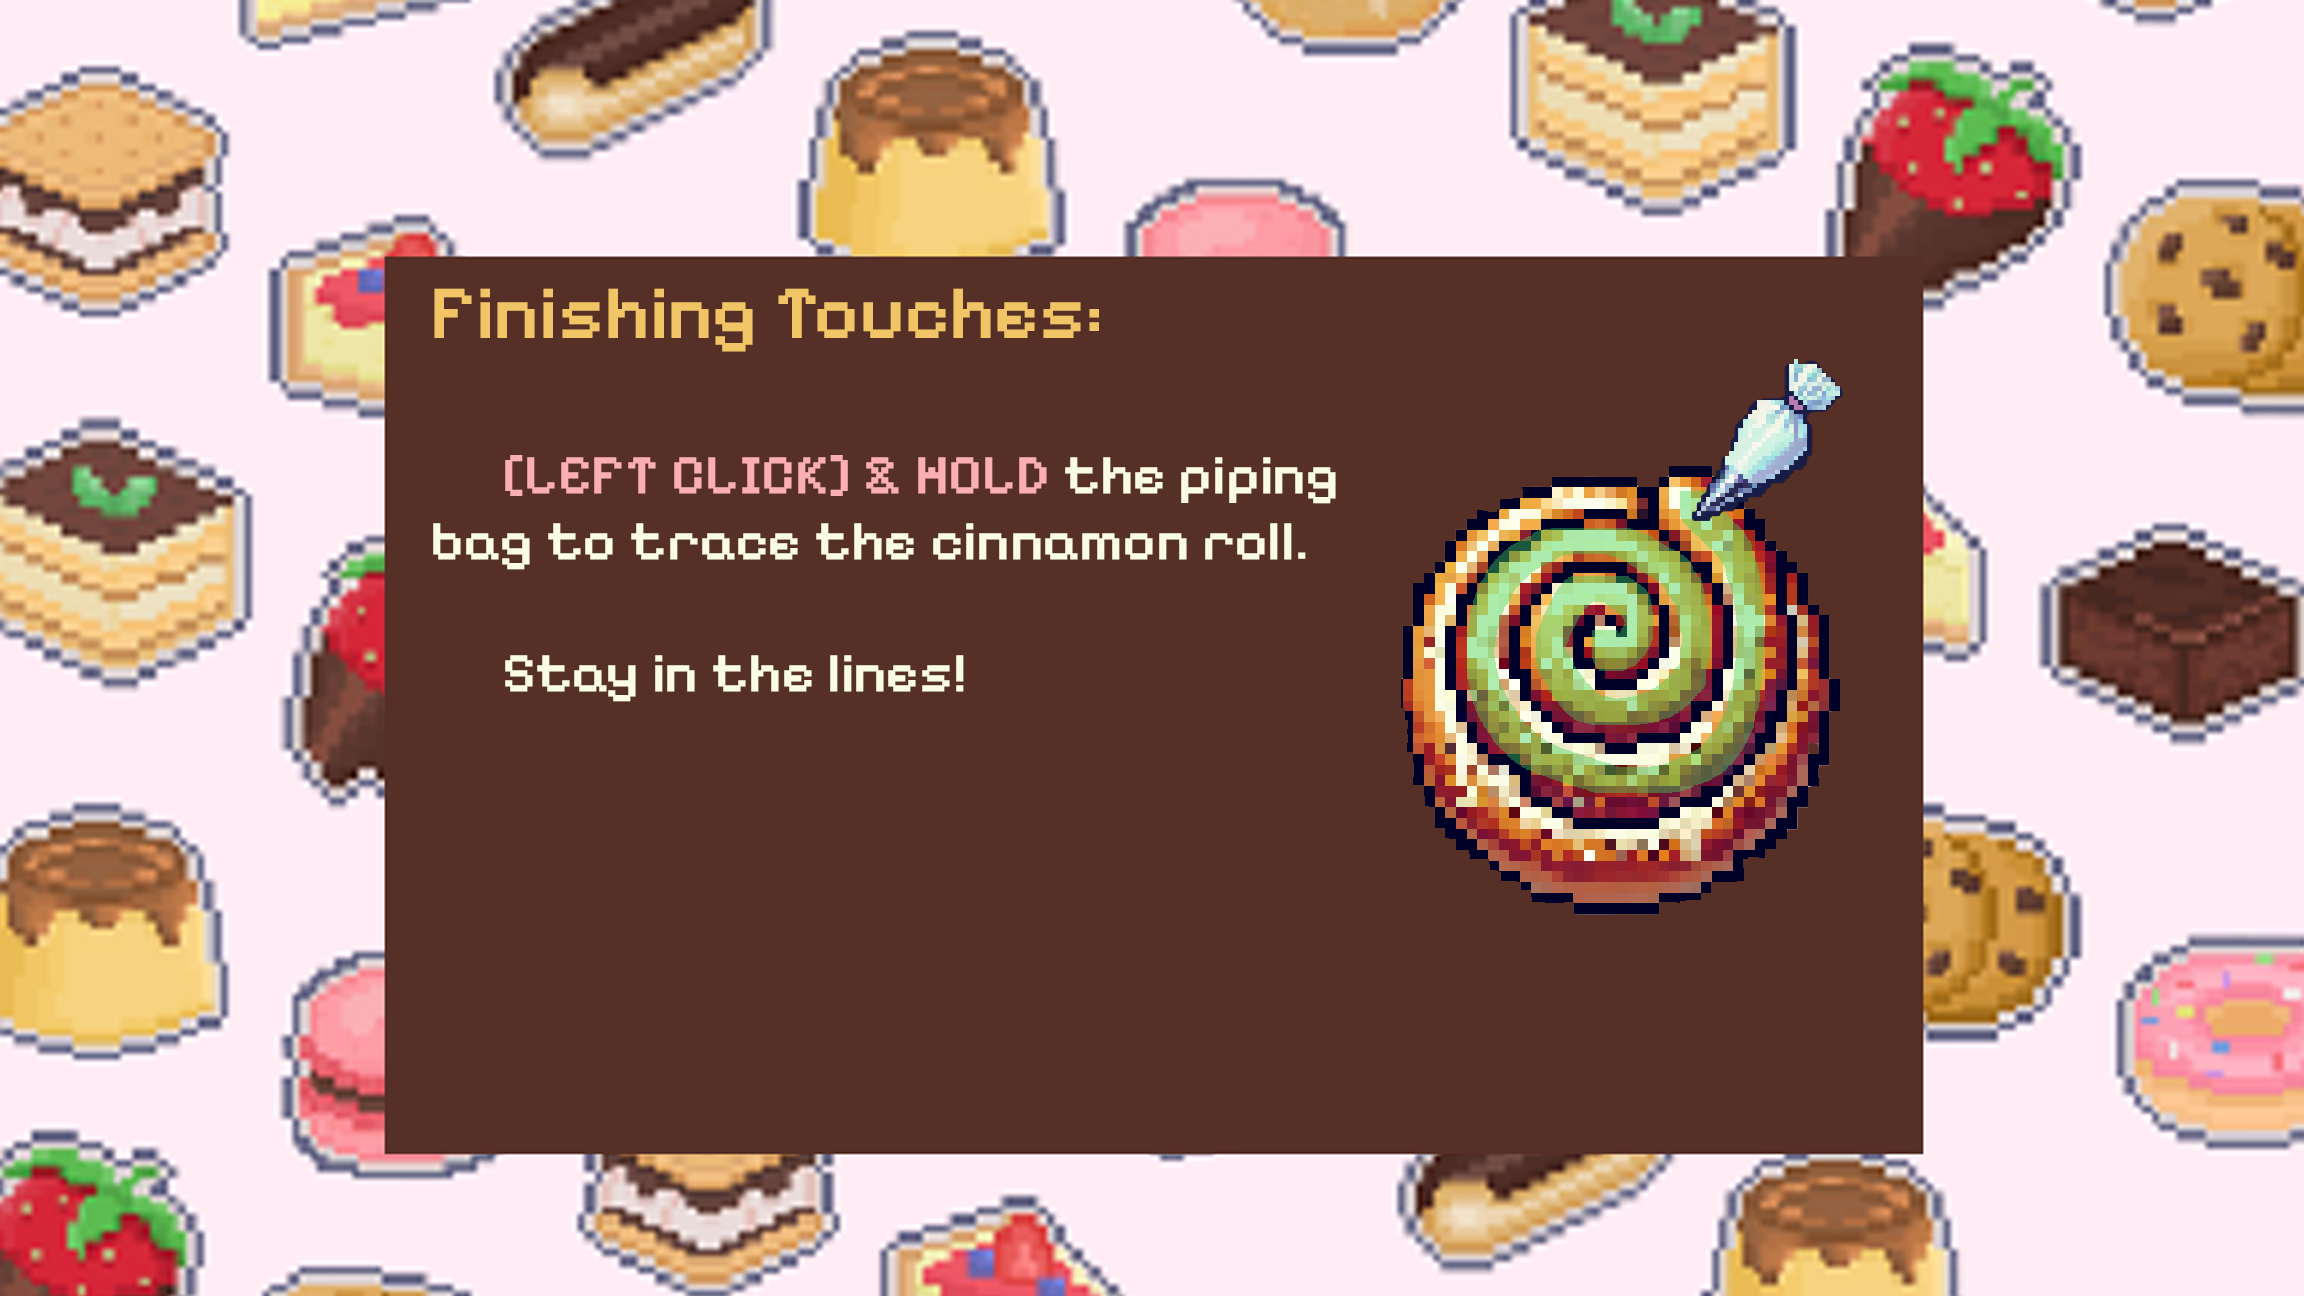 Finishing Touches:
[LEFT CLICK] & HOLD the piping
bag to trace the cinnamon roll.
Stay in the lines!